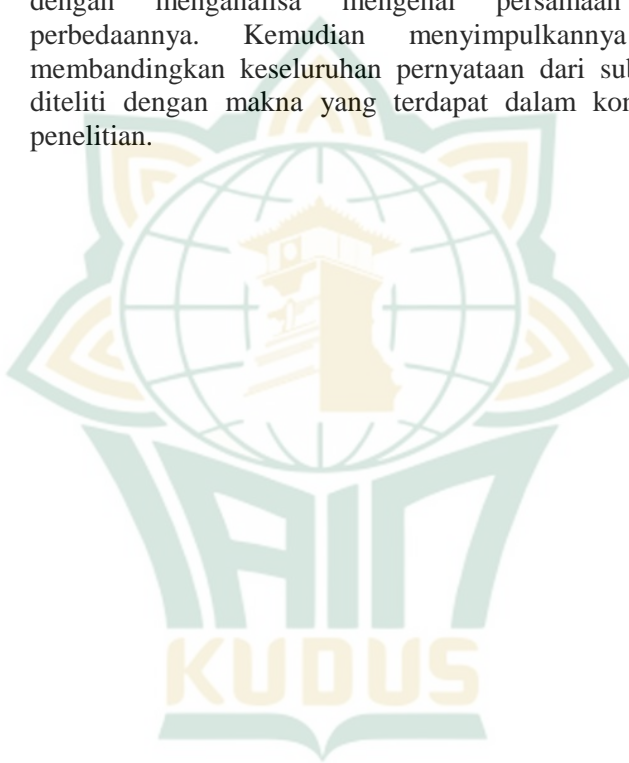 dengan menganalisa mengenai persamaan
perbedaannya. Kemudian menyimpulkannya
membandingkan keseluruhan pernyataan dari sub
diteliti dengan makna yang terdapat dalam kon
penelitian.
IAIN
KUDUS